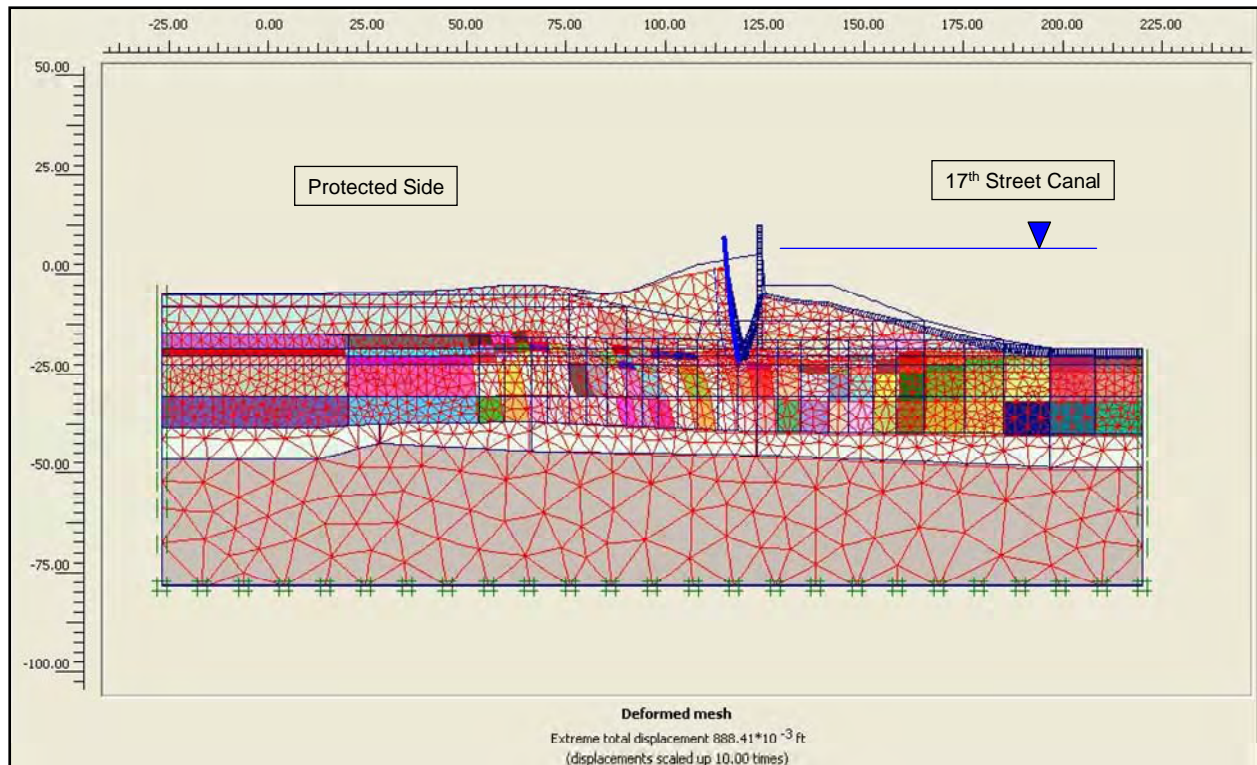 -25.00 0.00 25.00 50.00 75.00 100.00 125.00 150.00 175.00 200.00 225.00
50.00
25.00
Protected Side
17th Street Canal
0.00
-25.00
-50.00
-75.00
-100.00
Deformed mesh
Extreme total displacement 888.41*10 -3 ft
(displacements scaled up 10.00 times)